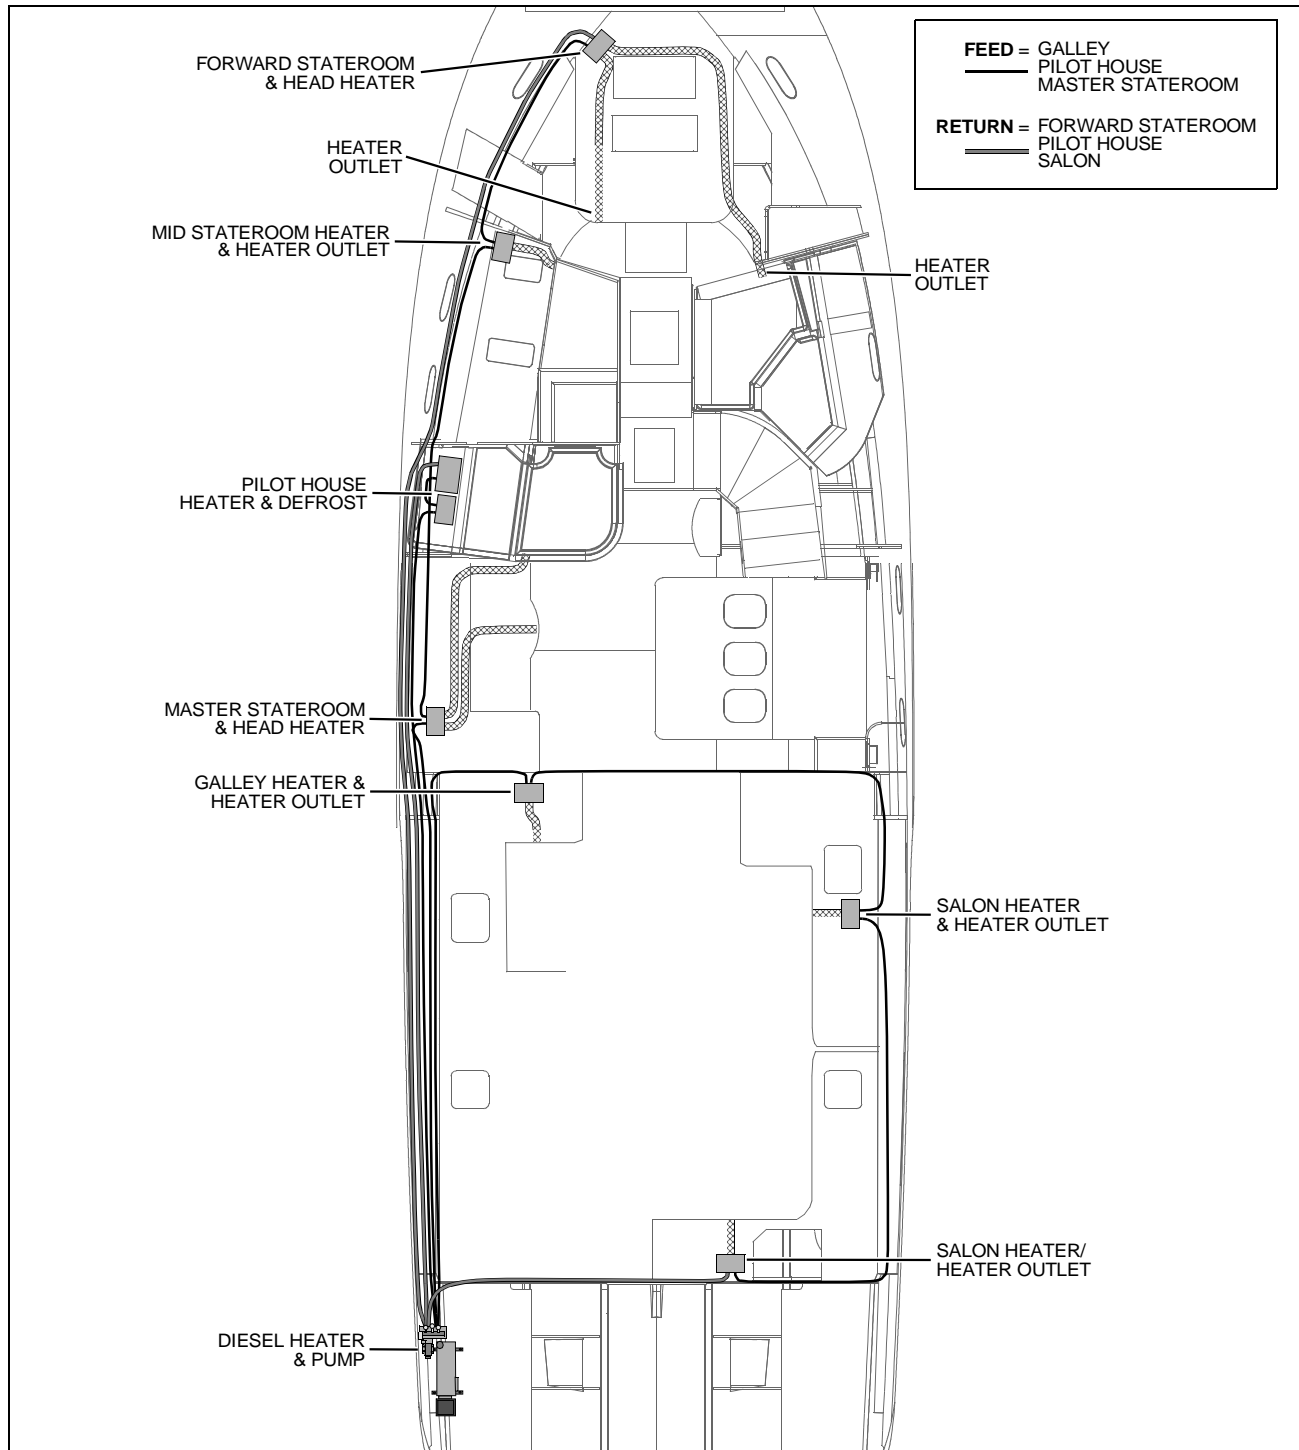 FORWARD STATEROOM
& HEAD HEATER
HEATER
OUTLET
MID STATEROOM HEATER
& HEATER OUTLET
PILOT HOUSE
HEATER & DEFROST
MASTER STATEROOM
& HEAD HEATER
GALLEY HEATER &
HEATER OUTLET
DIESEL HEATER
& PUMP
FEED = GALLEY
PILOT HOUSE
MASTER STATEROOM
RETURN = FORWARD STATEROOM
PILOT HOUSE
SALON
HEATER
OUTLET
SALON HEATER
& HEATER OUTLET
SALON HEATER/
HEATER OUTLET